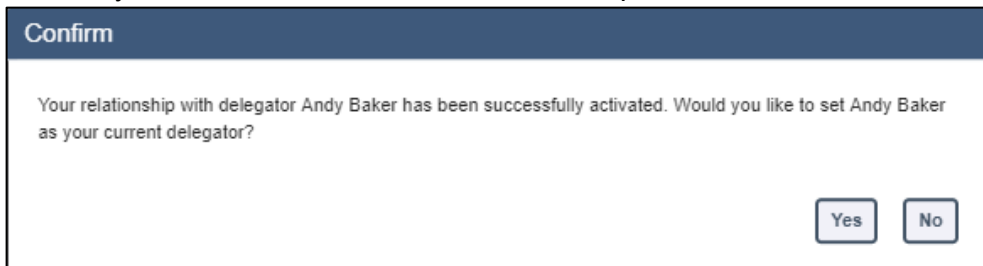 Confirm
Your relationship with delegator Andy Baker has been successfully activated. Would you like to set Andy Baker
as your current delegator?
Yes No